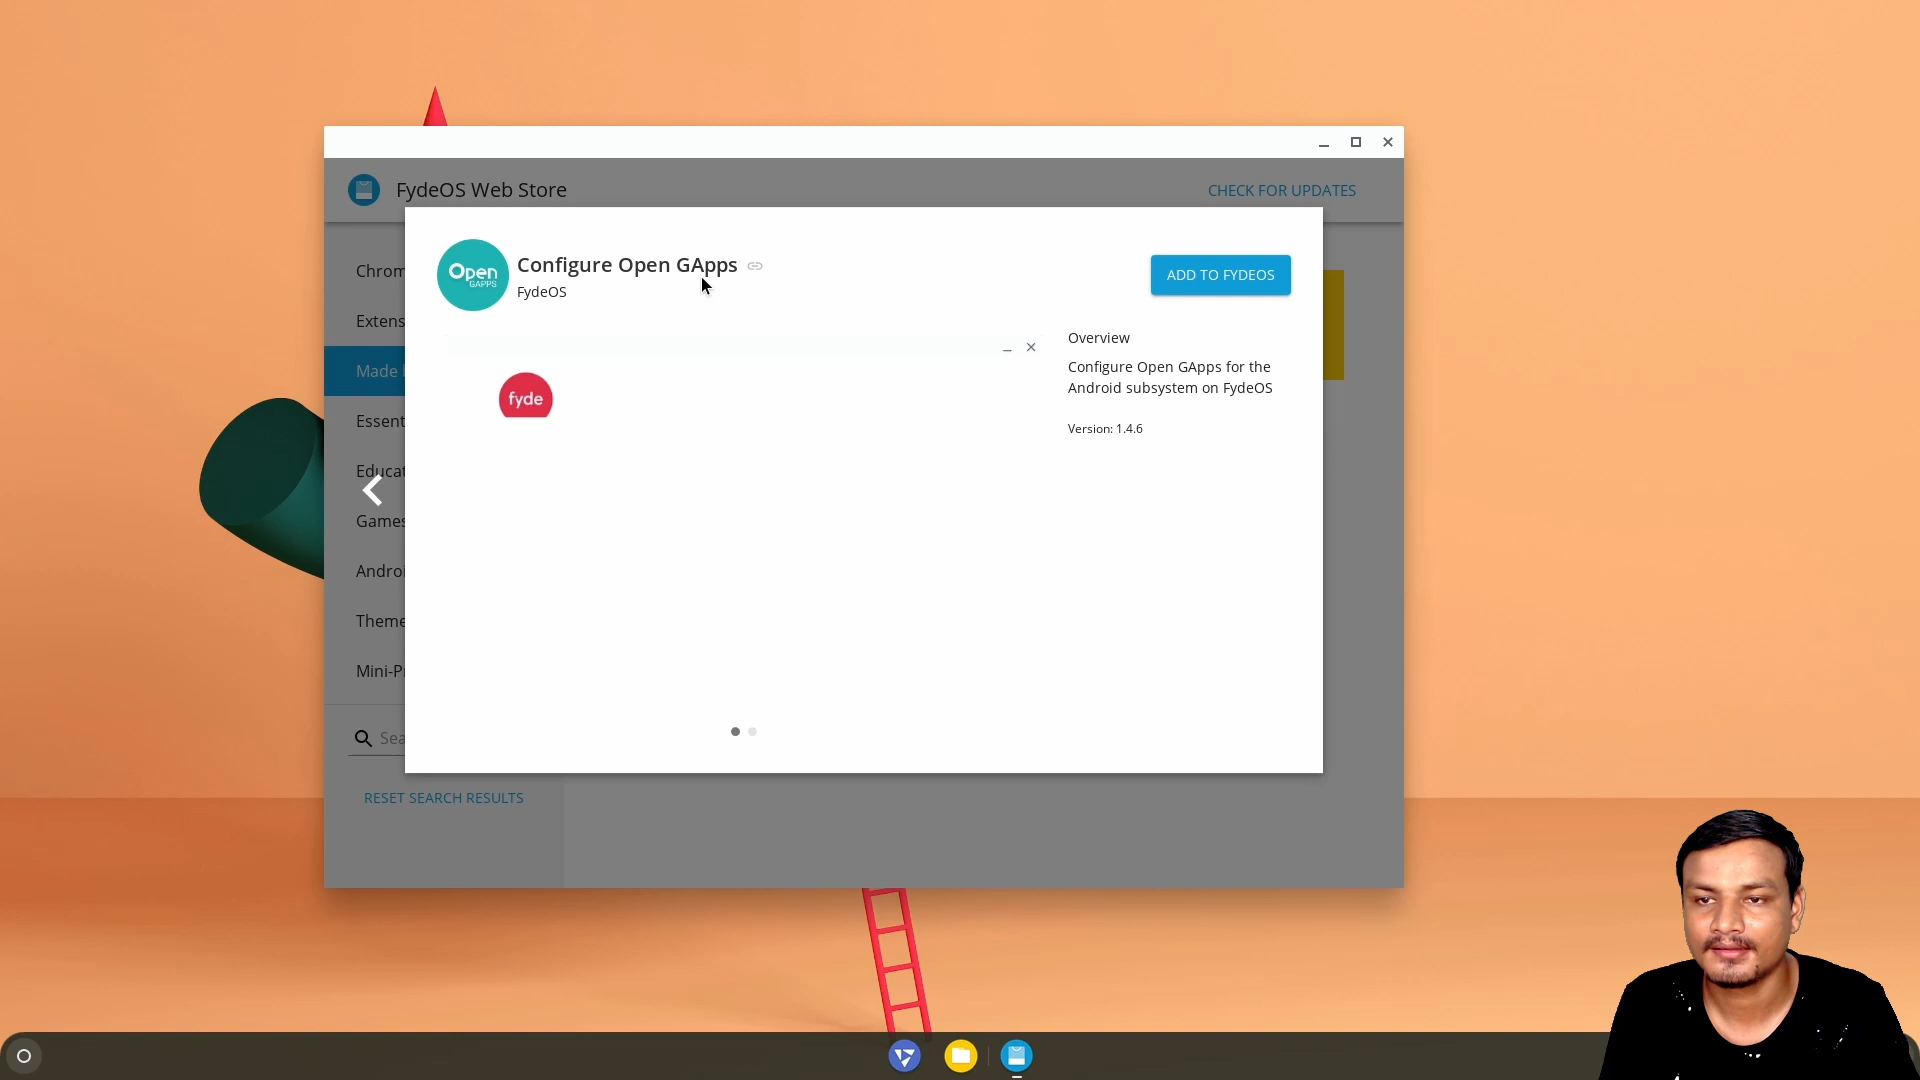 FydeOS Web Store
CHECK FOR UPDATES
Open
GAPPS
Configure Open GApps
FydeOS
ADD TO FYDEOS
Overview
Configure Open GApps for the
Android subsystem on FydeOS
Version: 1.4.6
fyde
Chrom
Extens
Made
Essent
Educat
Games
Androi
Theme
Mini-P
Sea
RESET SEARCH RESULTS